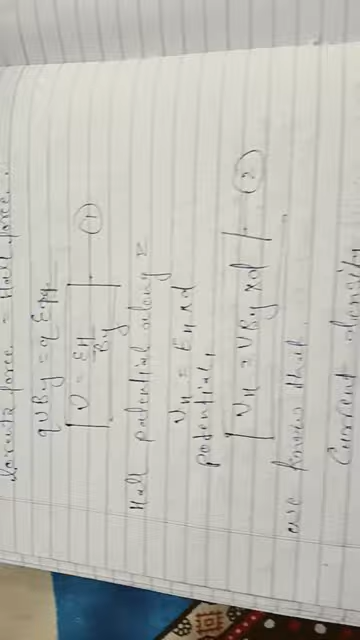 Lorentz force = Hall force.
qVBy = qEH
V = EH/By — ①
Hall potential along z
VH = EH x d
potential,
VH = VBy x d — ②
we know that.
Current density